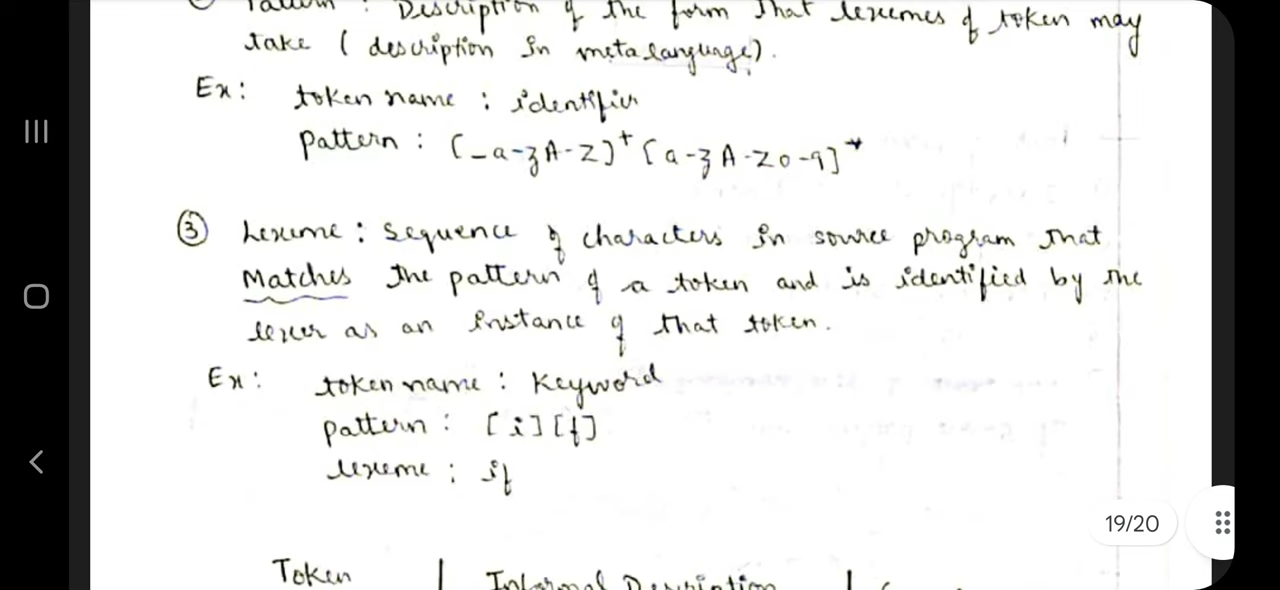 Pattern : Description of the form that lexemes of token may
take ( description in metalanguage).
Ex: token name : identifier
Pattern : [_a-zA-Z]+ [a-zA-Z0-9]*
③ Lexeme : Sequence of characters in source program that
Matches the pattern of a token and is identified by the
lexer as an instance of that token.
Ex: token name : Keyword
pattern : [i][f]
lexeme : if
19/20
Token | Informal Description |